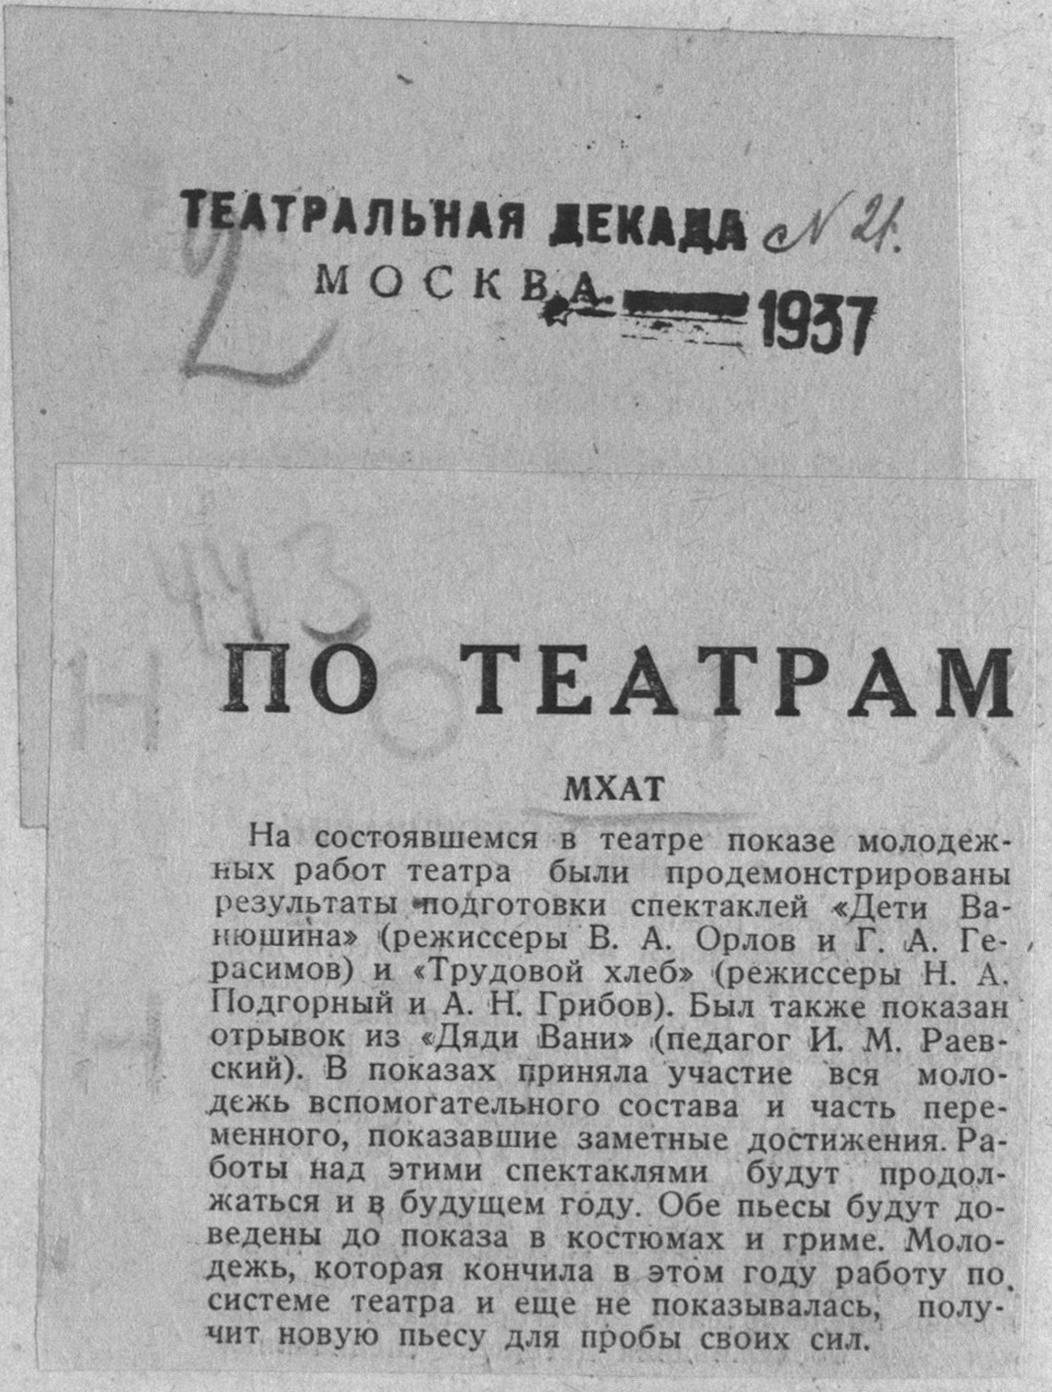 ТЕАТРАЛЬНАЯ ДЕКАДА N 21.
2
МОСКВА.
1937
443
ПО ТЕАТРАМ
МХАТ
На состоявшемся в театре показе молодеж-
ных работ театра были продемонстрированы
результаты подготовки спектаклей «Дети Ва-
нюшина» (режиссеры В. А. Орлов и Г. А. Ге-
расимов) и «Трудовой хлеб» (режиссеры Н. А.
Подгорный и А. Н. Грибов). Был также показан
отрывок из «Дяди Вани» (педагог И. М. Раев-
ский). В показах приняла участие вся моло-
дежь вспомогательного состава и часть пере-
менного, показавшие заметные достижения. Ра-
боты над этими спектаклями будут продол-
жаться и в будущем году. Обе пьесы будут до-
ведены до показа в костюмах и гриме. Моло-
дежь, которая кончила в этом году работу по
системе театра и еще не показывалась, полу-
чит новую пьесу для пробы своих сил.